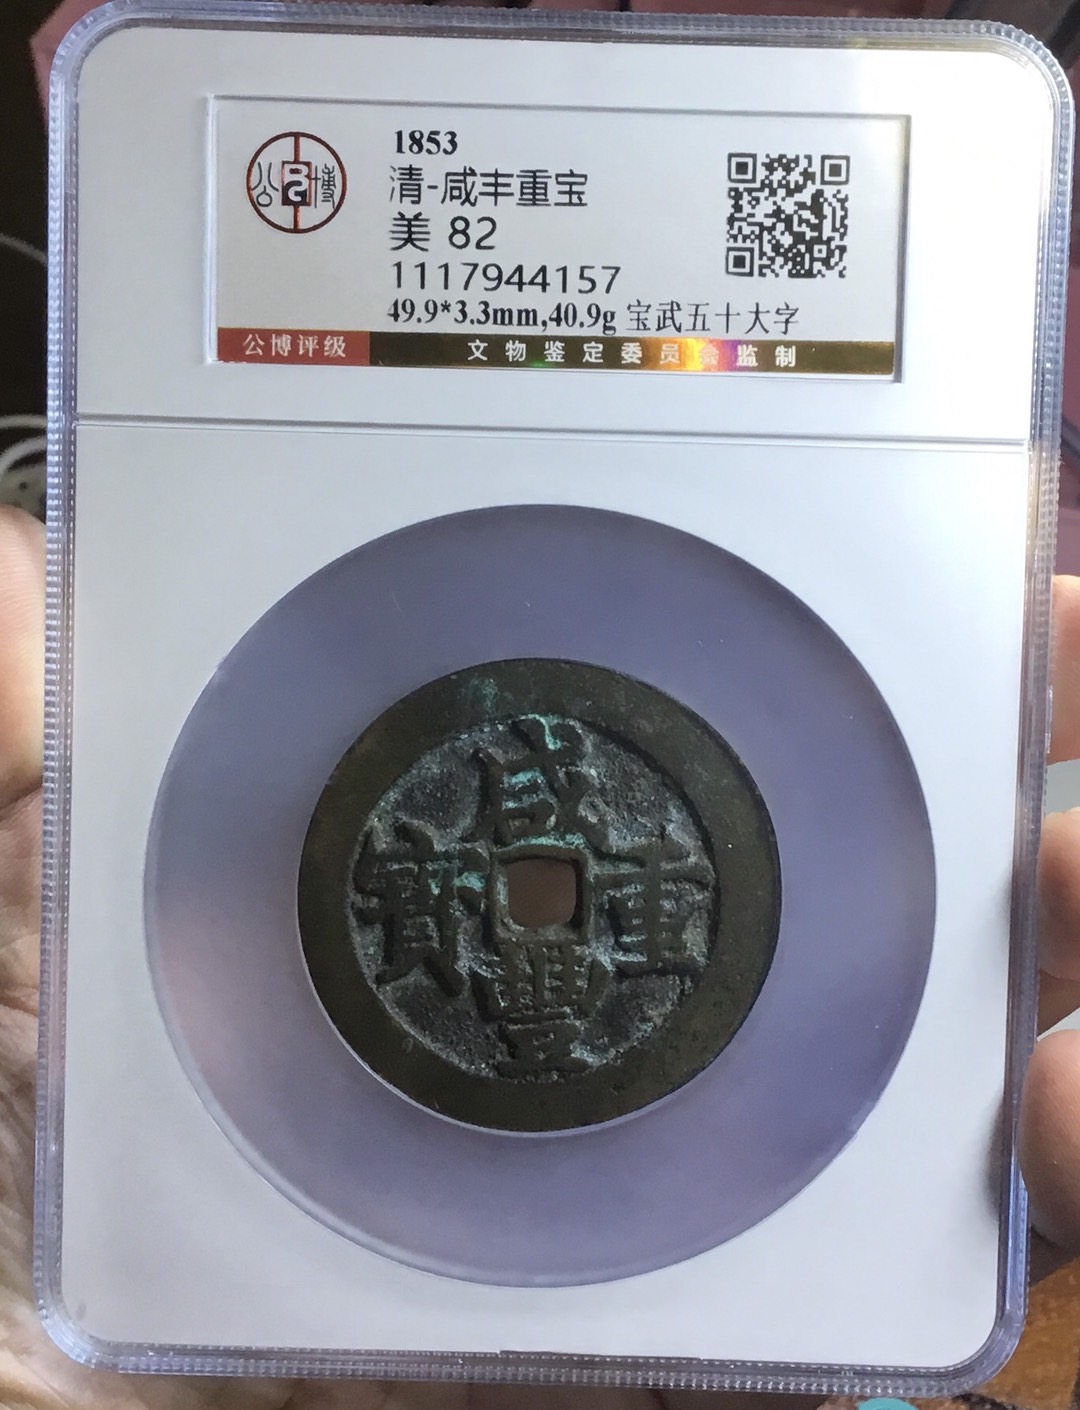 公博
1853
清-咸丰重宝
美 82
1117944157
49.9*3.3mm,40.9g 宝武五十大字
公博评级 文物鉴定委员会监制
咸豐重寶